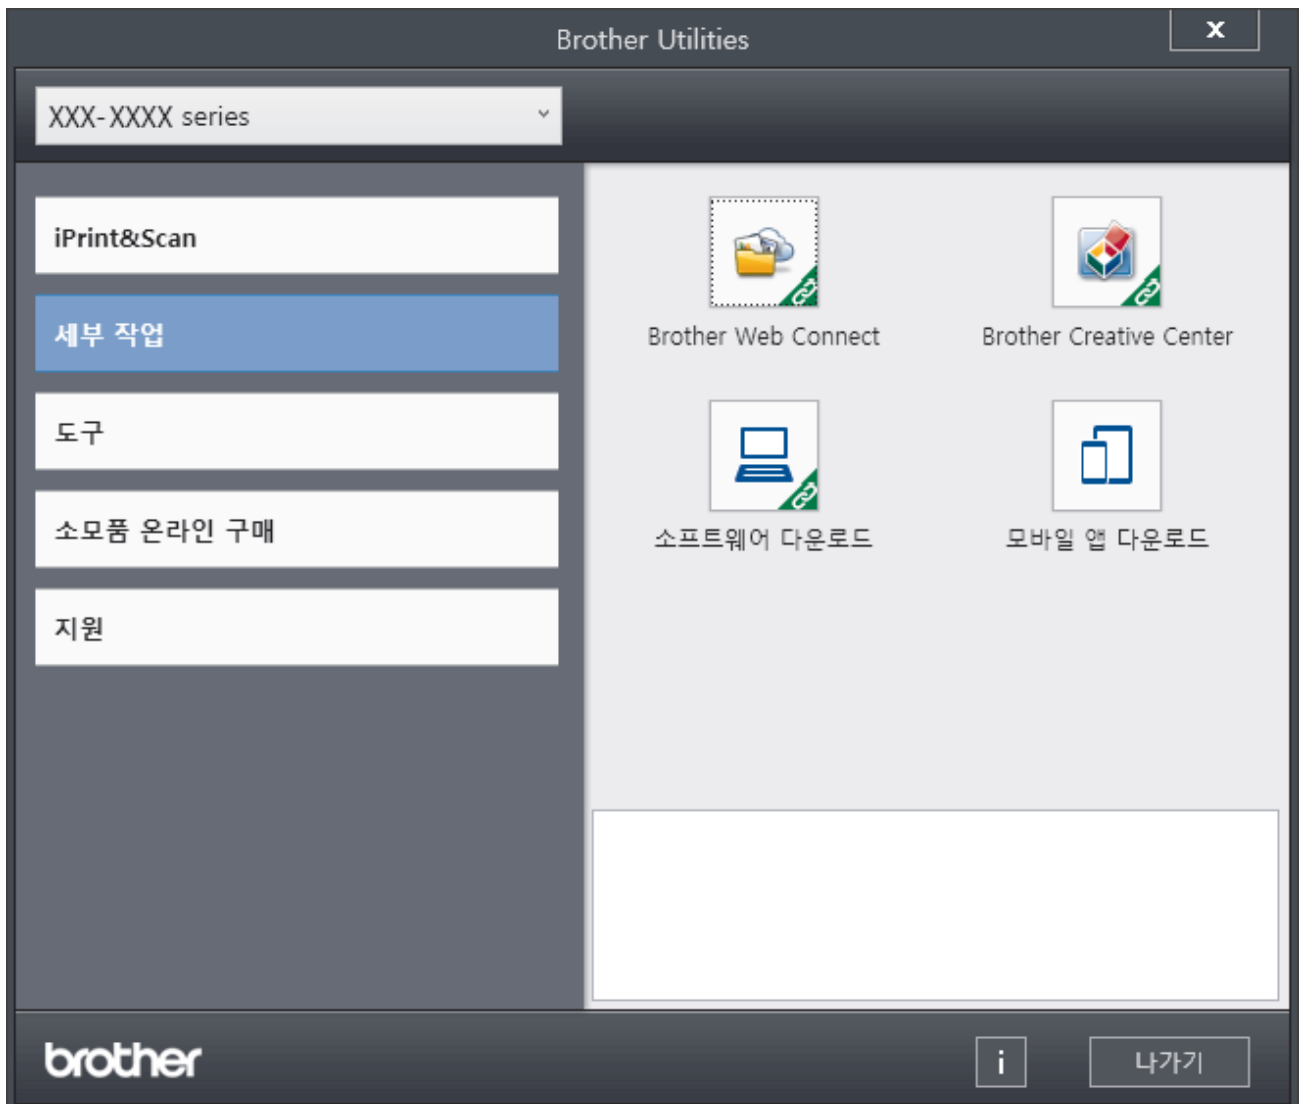 Brother Utilities
X
XXX-XXXX series
iPrint&Scan
세부 작업
도구
소모품 온라인 구매
지원
Brother Web Connect
Brother Creative Center
소프트웨어 다운로드
모바일 앱 다운로드
brother
i
나가기